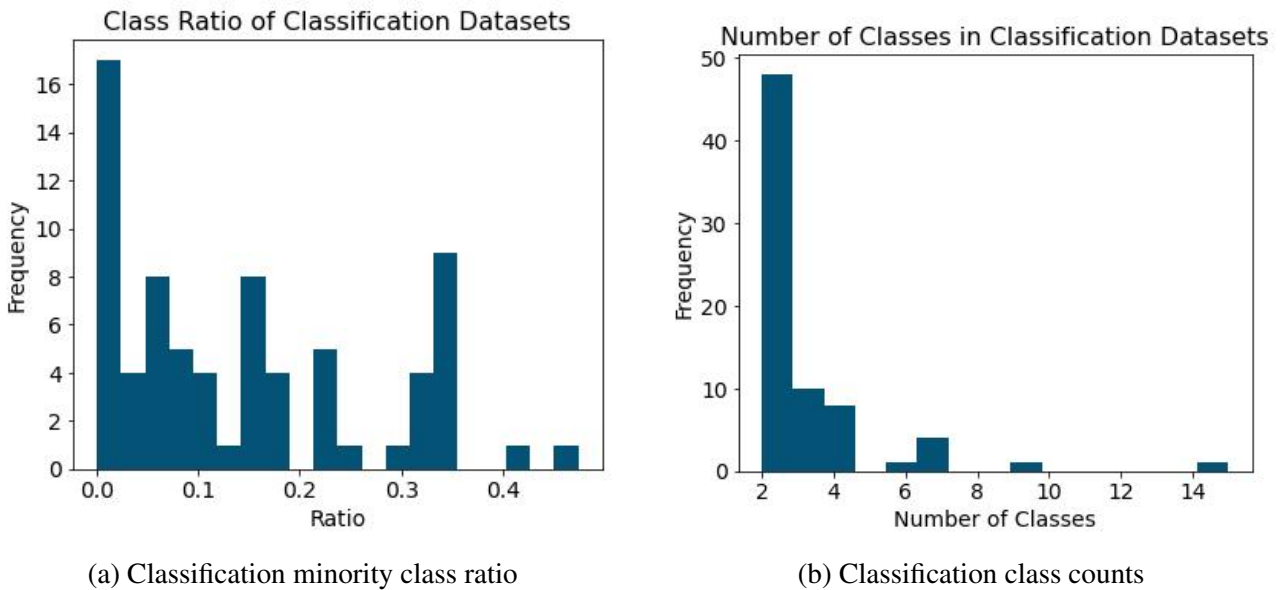 Class Ratio of Classification Datasets
16
14
12
10
8
6
4
2
0
Frequency
0.0 0.1 0.2 0.3 0.4
Ratio
(a) Classification minority class ratio
Number of Classes in Classification Datasets
50
40
30
20
10
0
Frequency
2 4 6 8 10 12 14
Number of Classes
(b) Classification class counts